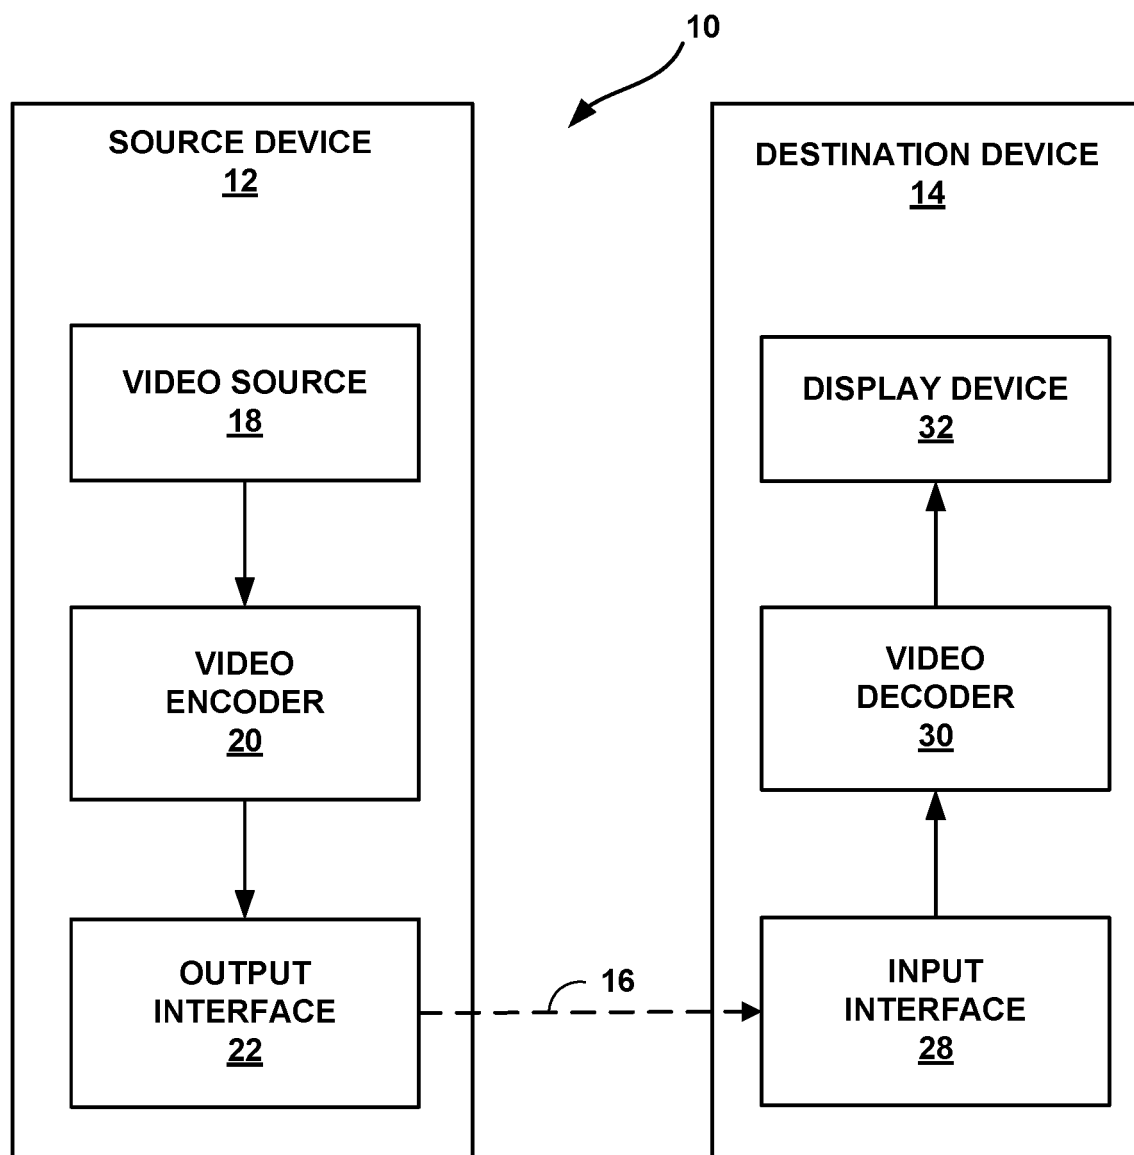 10
SOURCE DEVICE
12
VIDEO SOURCE
18
VIDEO
ENCODER
20
OUTPUT
INTERFACE
22
16
DESTINATION DEVICE
14
DISPLAY DEVICE
32
VIDEO
DECODER
30
INPUT
INTERFACE
28